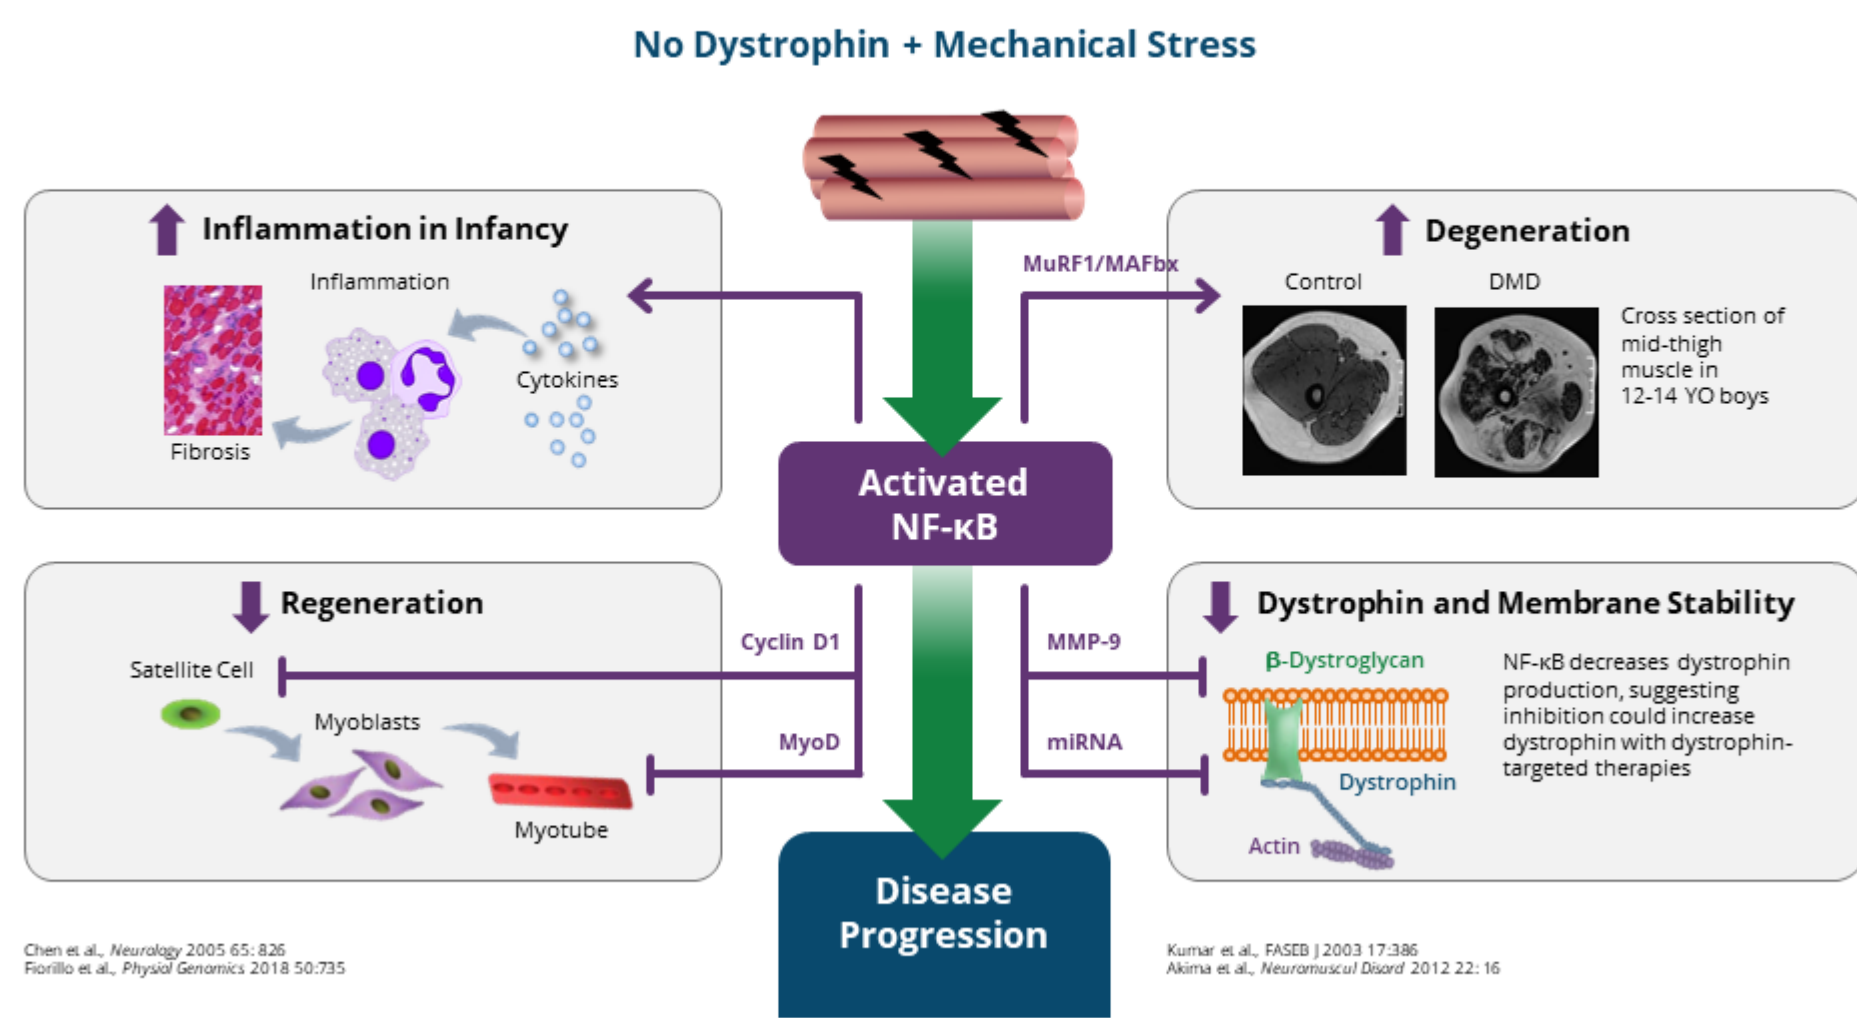 No Dystrophin + Mechanical Stress
Inflammation in Infancy
Inflammation
Cytokines
Fibrosis
MuRF1/MAFbx
Degeneration
Control
DMD
Cross section of
mid-thigh
muscle in
12-14 YO boys
Activated
NF-κB
Regeneration
Satellite Cell
Myoblasts
Myotube
Cyclin D1
MyoD
MMP-9
miRNA
Dystrophin and Membrane Stability
β-Dystroglycan
Dystrophin
Actin
NF-κB decreases dystrophin
production, suggesting
inhibition could increase
dystrophin with dystrophin-
targeted therapies
Disease
Progression
Chen et al., Neurology 2005 65: 826
Fiorillo et al., Physiol Genomics 2018 50:735
Kumar et al., FASEB J 2003 17:386
Akima et al., Neuromuscul Disord 2012 22: 16